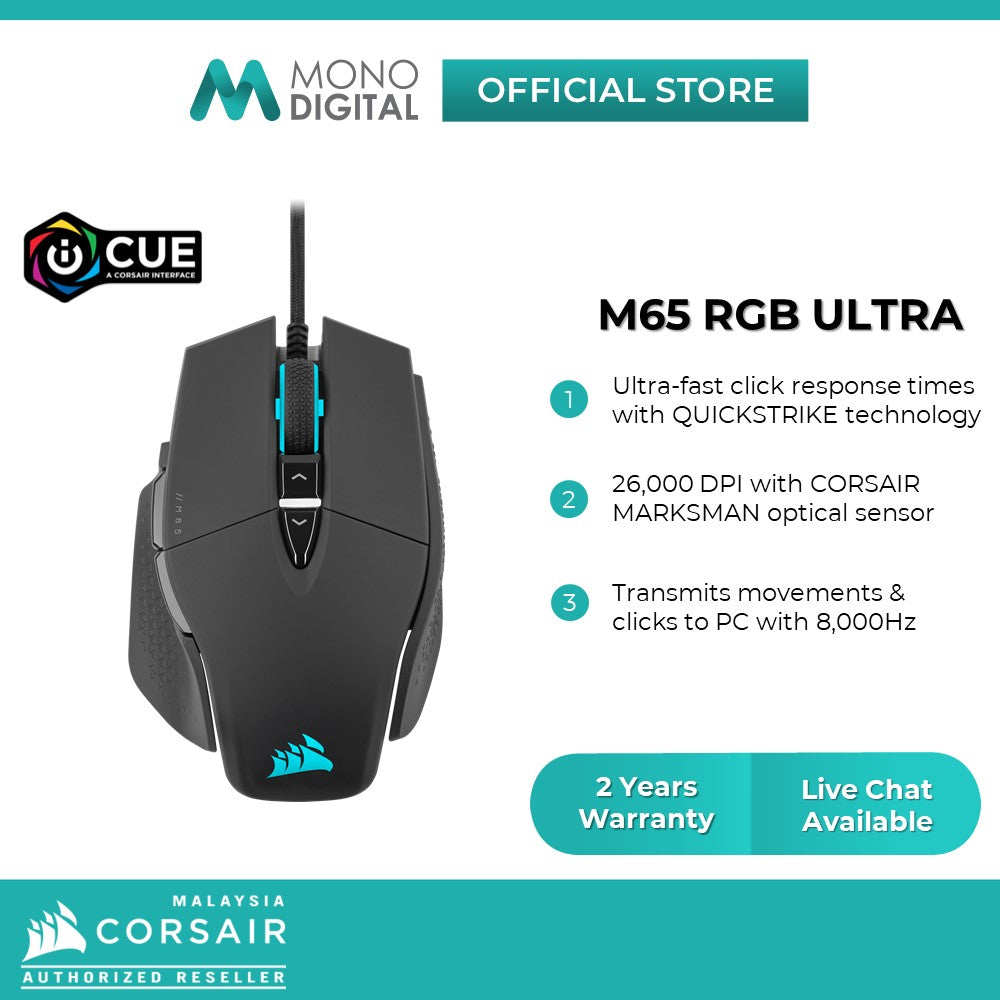 MONO
DIGITAL
OFFICIAL STORE
CUE
A CORSAIR INTERFACE
M65 RGB ULTRA
1
Ultra-fast click response times
with QUICKSTRIKE technology
2
26,000 DPI with CORSAIR
MARKSMAN optical sensor
3
Transmits movements &
clicks to PC with 8,000Hz
//M65
2 Years
Warranty
Live Chat
Available
MALAYSIA
CORSAIR
AUTHORIZED RESELLER